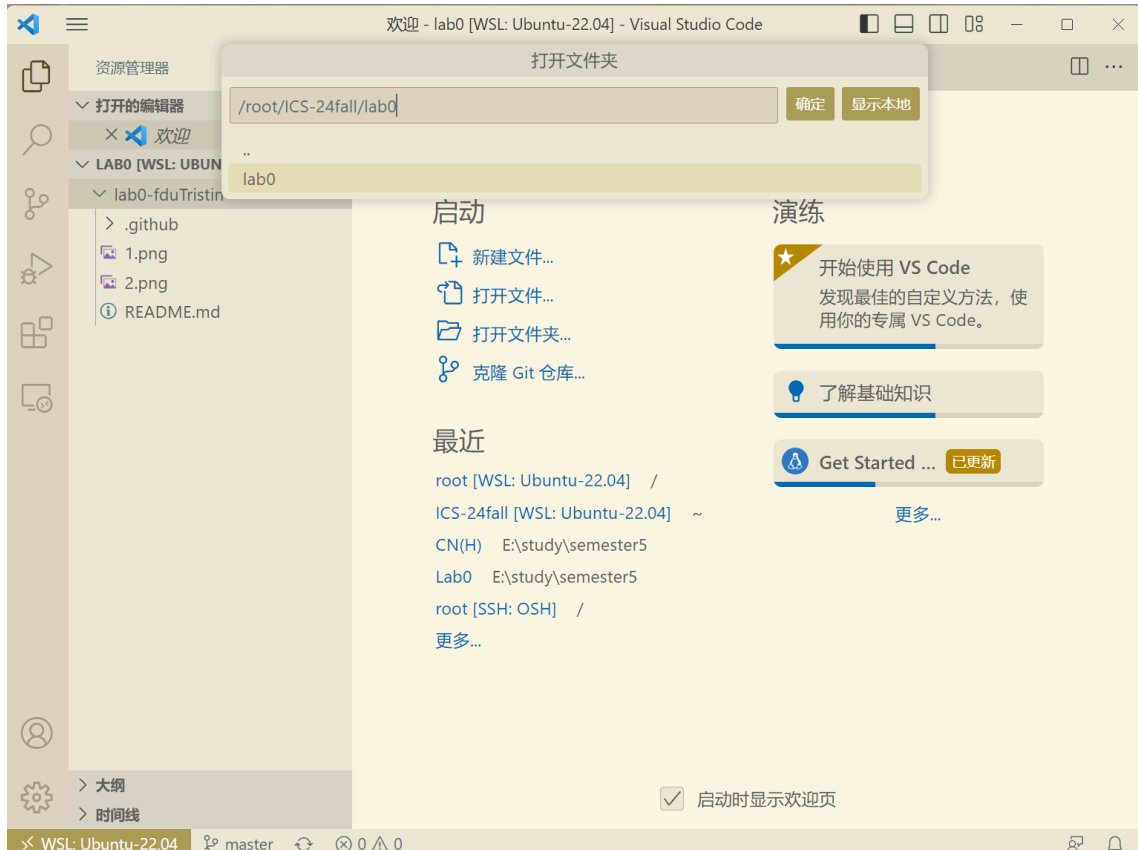 欢迎 - lab0 [WSL: Ubuntu-22.04] - Visual Studio Code
打开文件夹
/root/ICS-24fall/lab0
确定
显示本地
..
lab0
资源管理器
打开的编辑器
欢迎
LAB0 [WSL: UBUN
lab0-fduTristin
.github
1.png
2.png
README.md
大纲
时间线
启动
新建文件...
打开文件...
打开文件夹...
克隆 Git 仓库...
最近
root [WSL: Ubuntu-22.04] /
ICS-24fall [WSL: Ubuntu-22.04] ~
CN(H) E:\study\semester5
Lab0 E:\study\semester5
root [SSH: OSH] /
更多...
演练
开始使用 VS Code
发现最佳的自定义方法，使
用你的专属 VS Code。
了解基础知识
Get Started ... 已更新
更多...
启动时显示欢迎页
WSL: Ubuntu-22.04 master 0 0